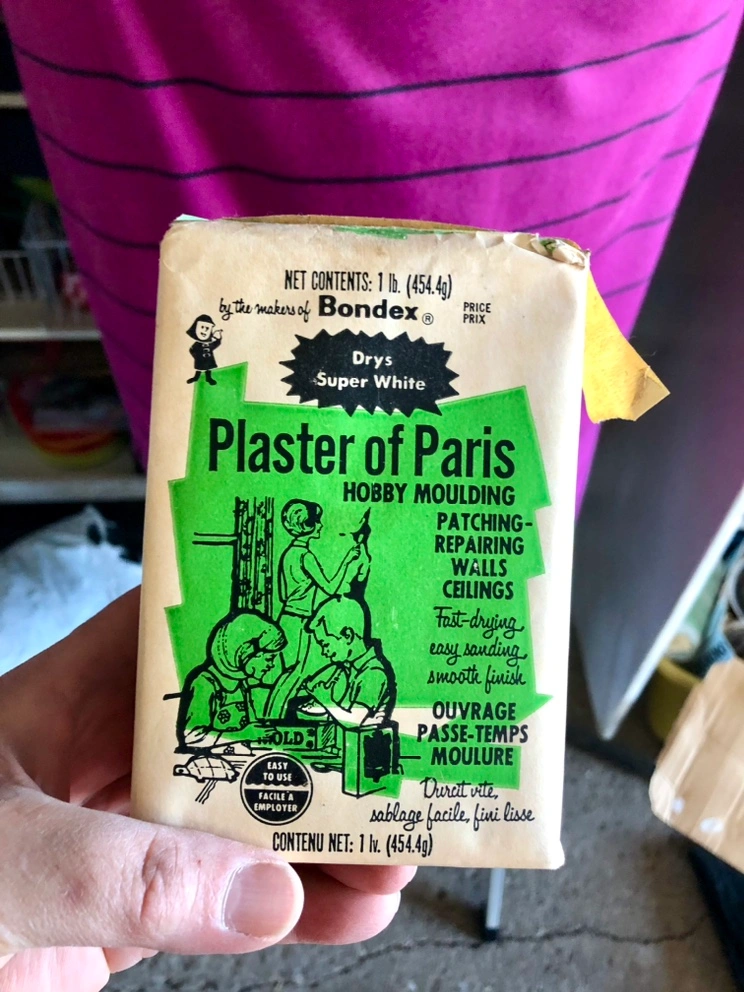 NET CONTENTS: 1 lb. (454.4g)
by the makers of Bondex ®
PRICE
PRIX
Drys
Super White
Plaster of Paris
HOBBY MOULDING
PATCHING-
REPAIRING
WALLS
CEILINGS
Fast-drying
easy sanding
smooth finish
OUVRAGE
PASSE-TEMPS
MOULURE
MOLD
EASY
TO USE
FACILE À
EMPLOYER
Durcit vite,
sablage facile, fini lisse
CONTENU NET: 1 lv. (454.4g)